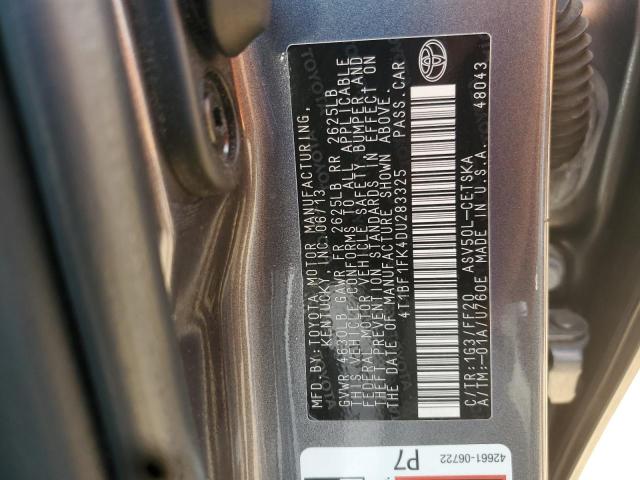 MFD.BY:TOYOTA MOTOR MANUFACTURING,
KENTUCKY, INC. 06/13
GVWR 4630LB GAWR FR 2625LB RR 2625LB
THIS VEHICLE CONFORMS TO ALL APPLICABLE
FEDERAL MOTOR VEHICLE SAFETY, BUMPER, AND
THEFT PREVENTION STANDARDS IN EFFECT ON
THE DATE OF MANUFACTURE SHOWN ABOVE.
4T1BF1FK4DU283325 PASS.CAR
C/TR:1G3/FF20 ASV50L-CETSKA
A/TM:-01A/U760E MADE IN U.S.A. 48043
42661-06722
P7